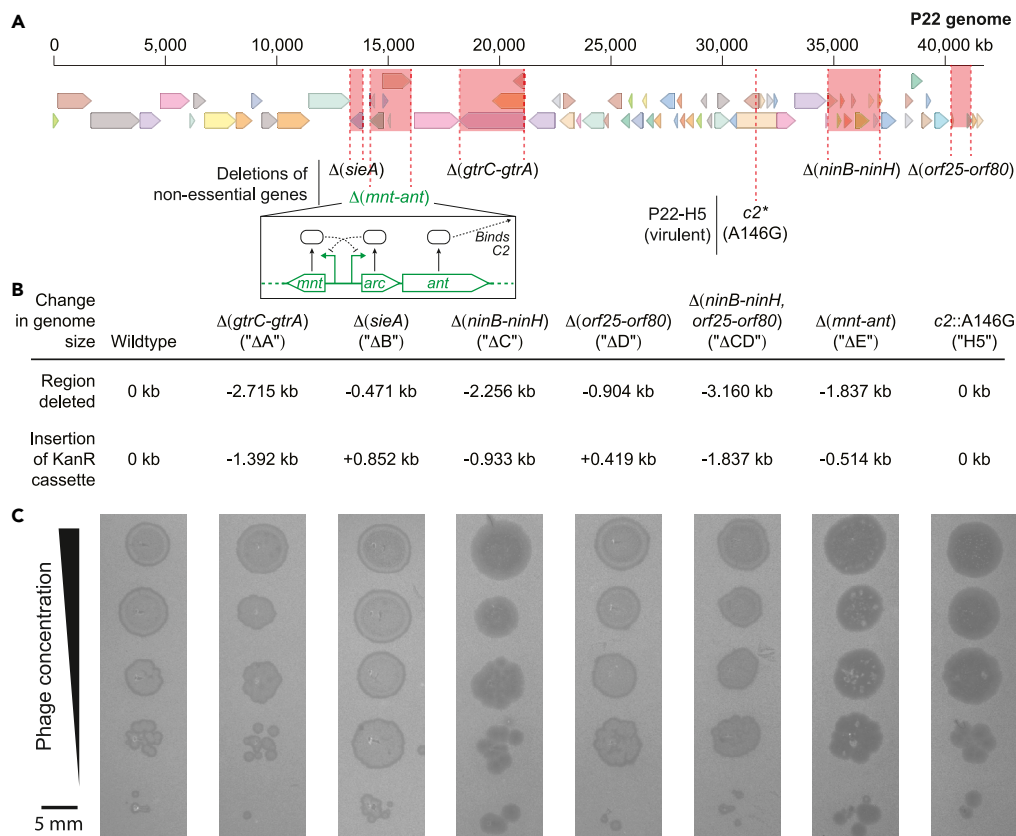 A
P22 genome
0 5,000 10,000 15,000 20,000 25,000 30,000 35,000 40,000 kb
Deletions of
non-essential genes
Δ(sieA)
Δ(gtrC-gtrA)
Δ(ninB-ninH)
Δ(orf25-orf80)
Δ(mnt-ant)
P22-H5
(virulent)
c2*
(A146G)
Binds
C2
mnt arc ant
B
Change
in genome
size
Wildtype
Δ(gtrC-gtrA)
("ΔA")
Δ(sieA)
("ΔB")
Δ(ninB-ninH)
("ΔC")
Δ(orf25-orf80)
("ΔD")
Δ(ninB-ninH,
orf25-orf80)
("ΔCD")
Δ(mnt-ant)
("ΔE")
c2::A146G
("H5")
Region
deleted
0 kb -2.715 kb -0.471 kb -2.256 kb -0.904 kb -3.160 kb -1.837 kb 0 kb
Insertion
of KanR
cassette
0 kb -1.392 kb +0.852 kb -0.933 kb +0.419 kb -1.837 kb -0.514 kb 0 kb
C
Phage concentration
5 mm